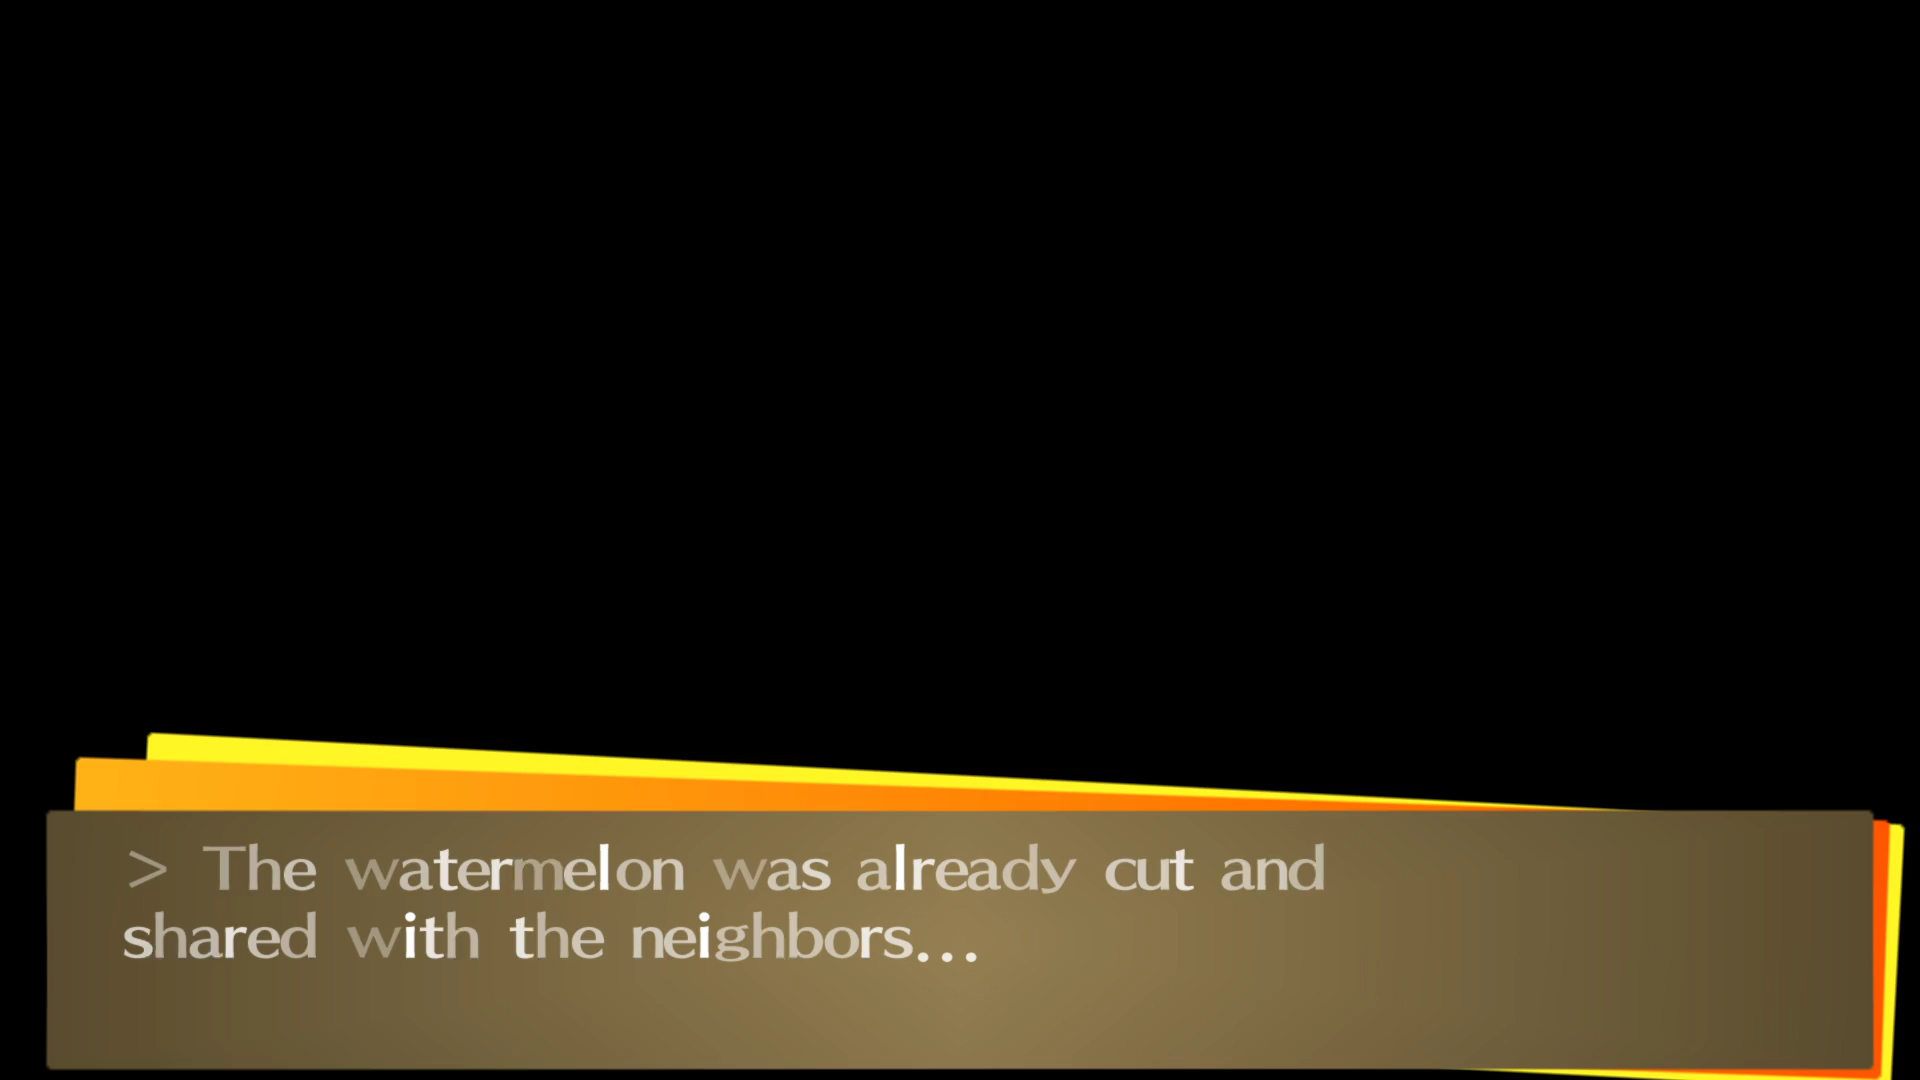 > The watermelon was already cut and
shared with the neighbors...